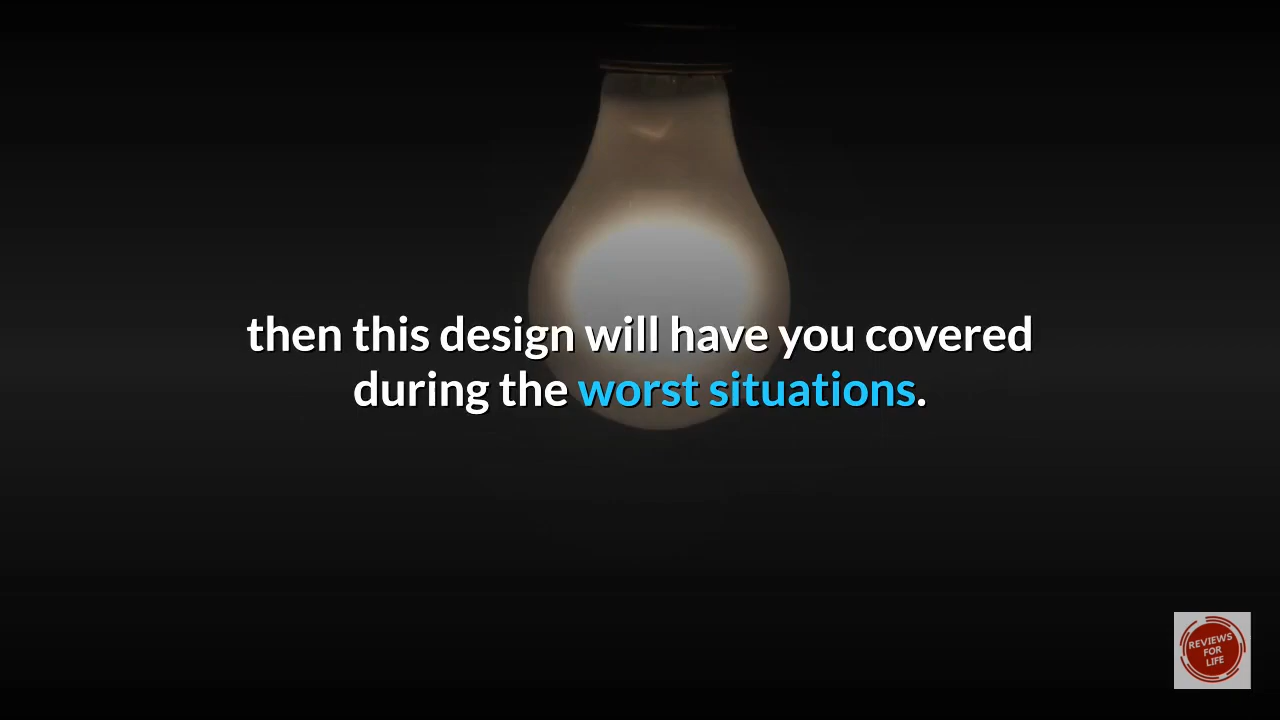 then this design will have you covered
during the worst situations.
REVIEWS
FOR
LIFE